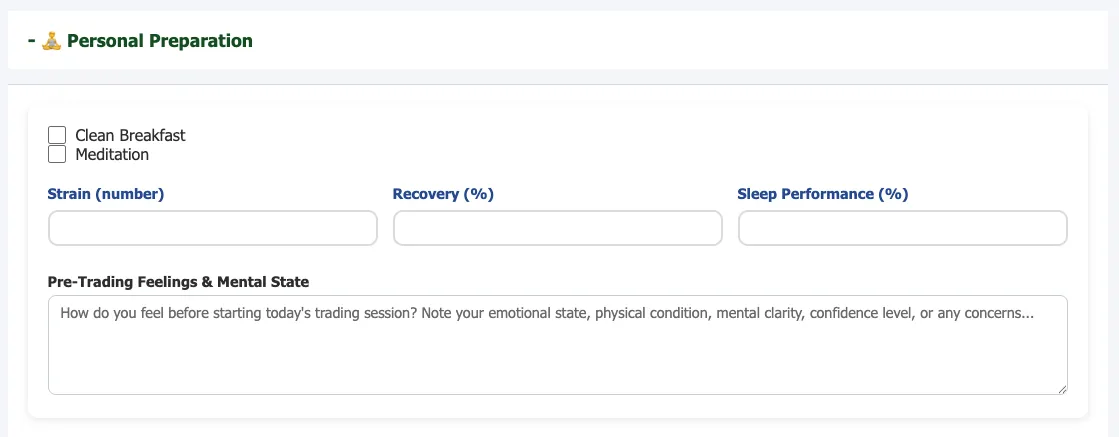 - 🧘 Personal Preparation
Clean Breakfast
Meditation
Strain (number) Recovery (%) Sleep Performance (%)
Pre-Trading Feelings & Mental State
How do you feel before starting today's trading session? Note your emotional state, physical condition, mental clarity, confidence level, or any concerns...